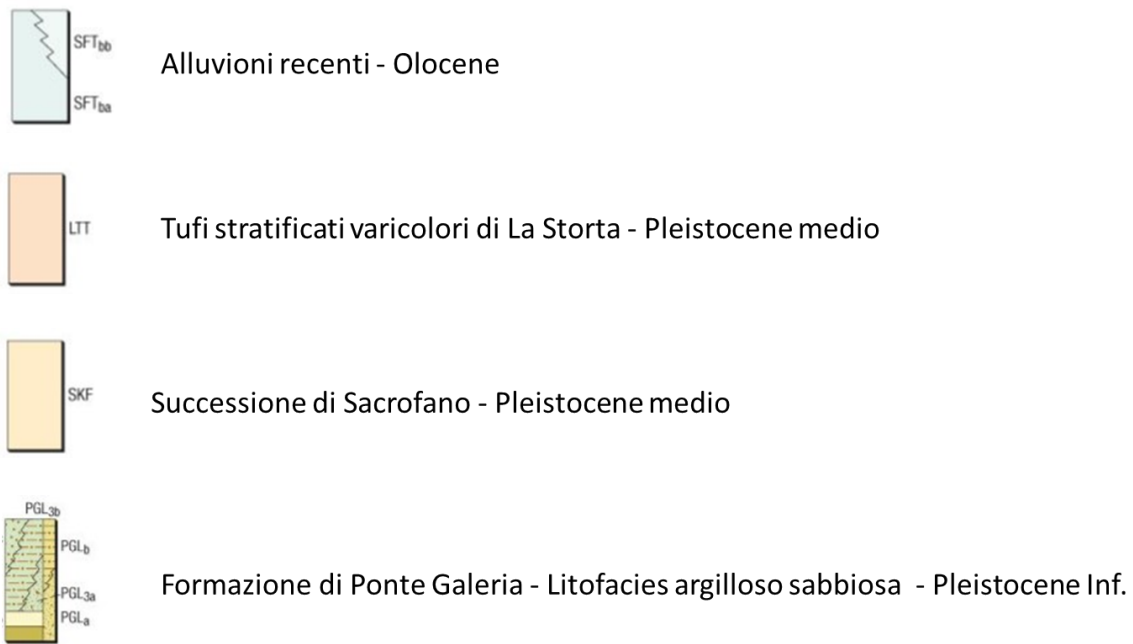 SFTbb
Alluvioni recenti - Olocene
SFTba
LTT
Tufi stratificati varicolori di La Storta - Pleistocene medio
SKF
Successione di Sacrofano - Pleistocene medio
PGL3b
PGLb
Formazione di Ponte Galeria - Litofacies argilloso sabbiosa - Pleistocene Inf.
PGL3a
PGLa